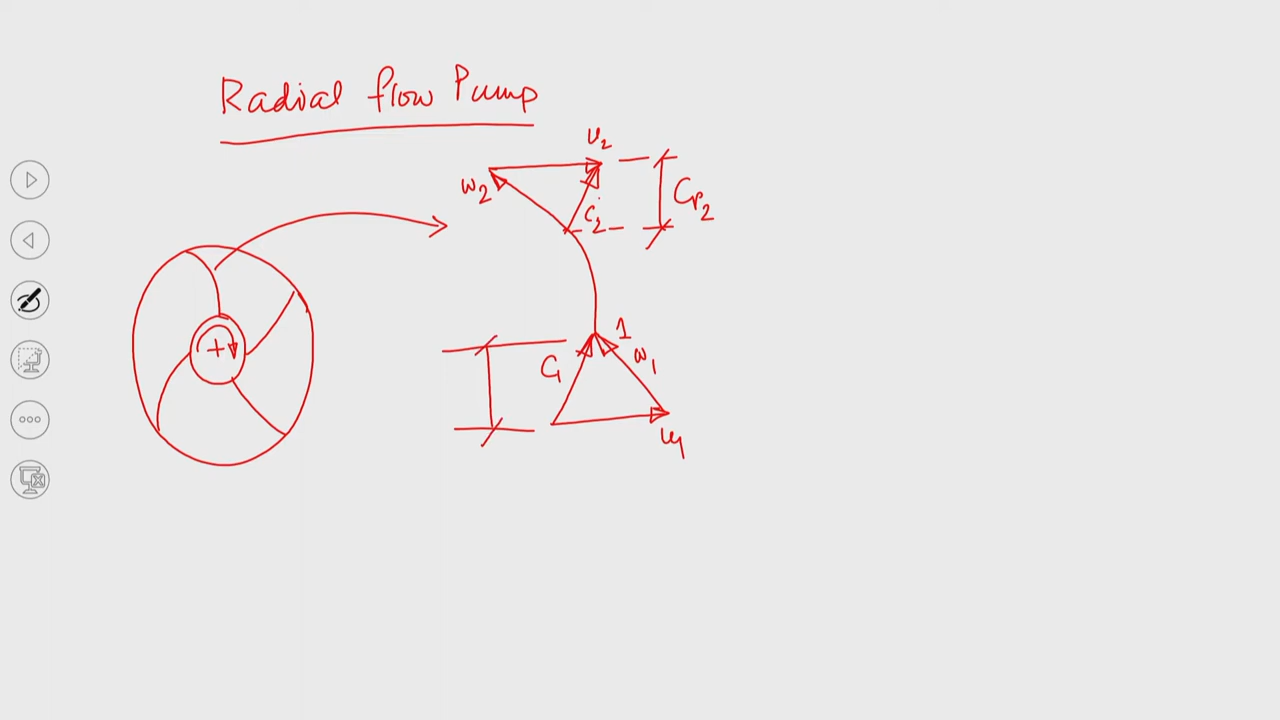 Radial flow Pump
U₂
W₂
C₂
Cr₂
+
1
C₁
W₁
U₁